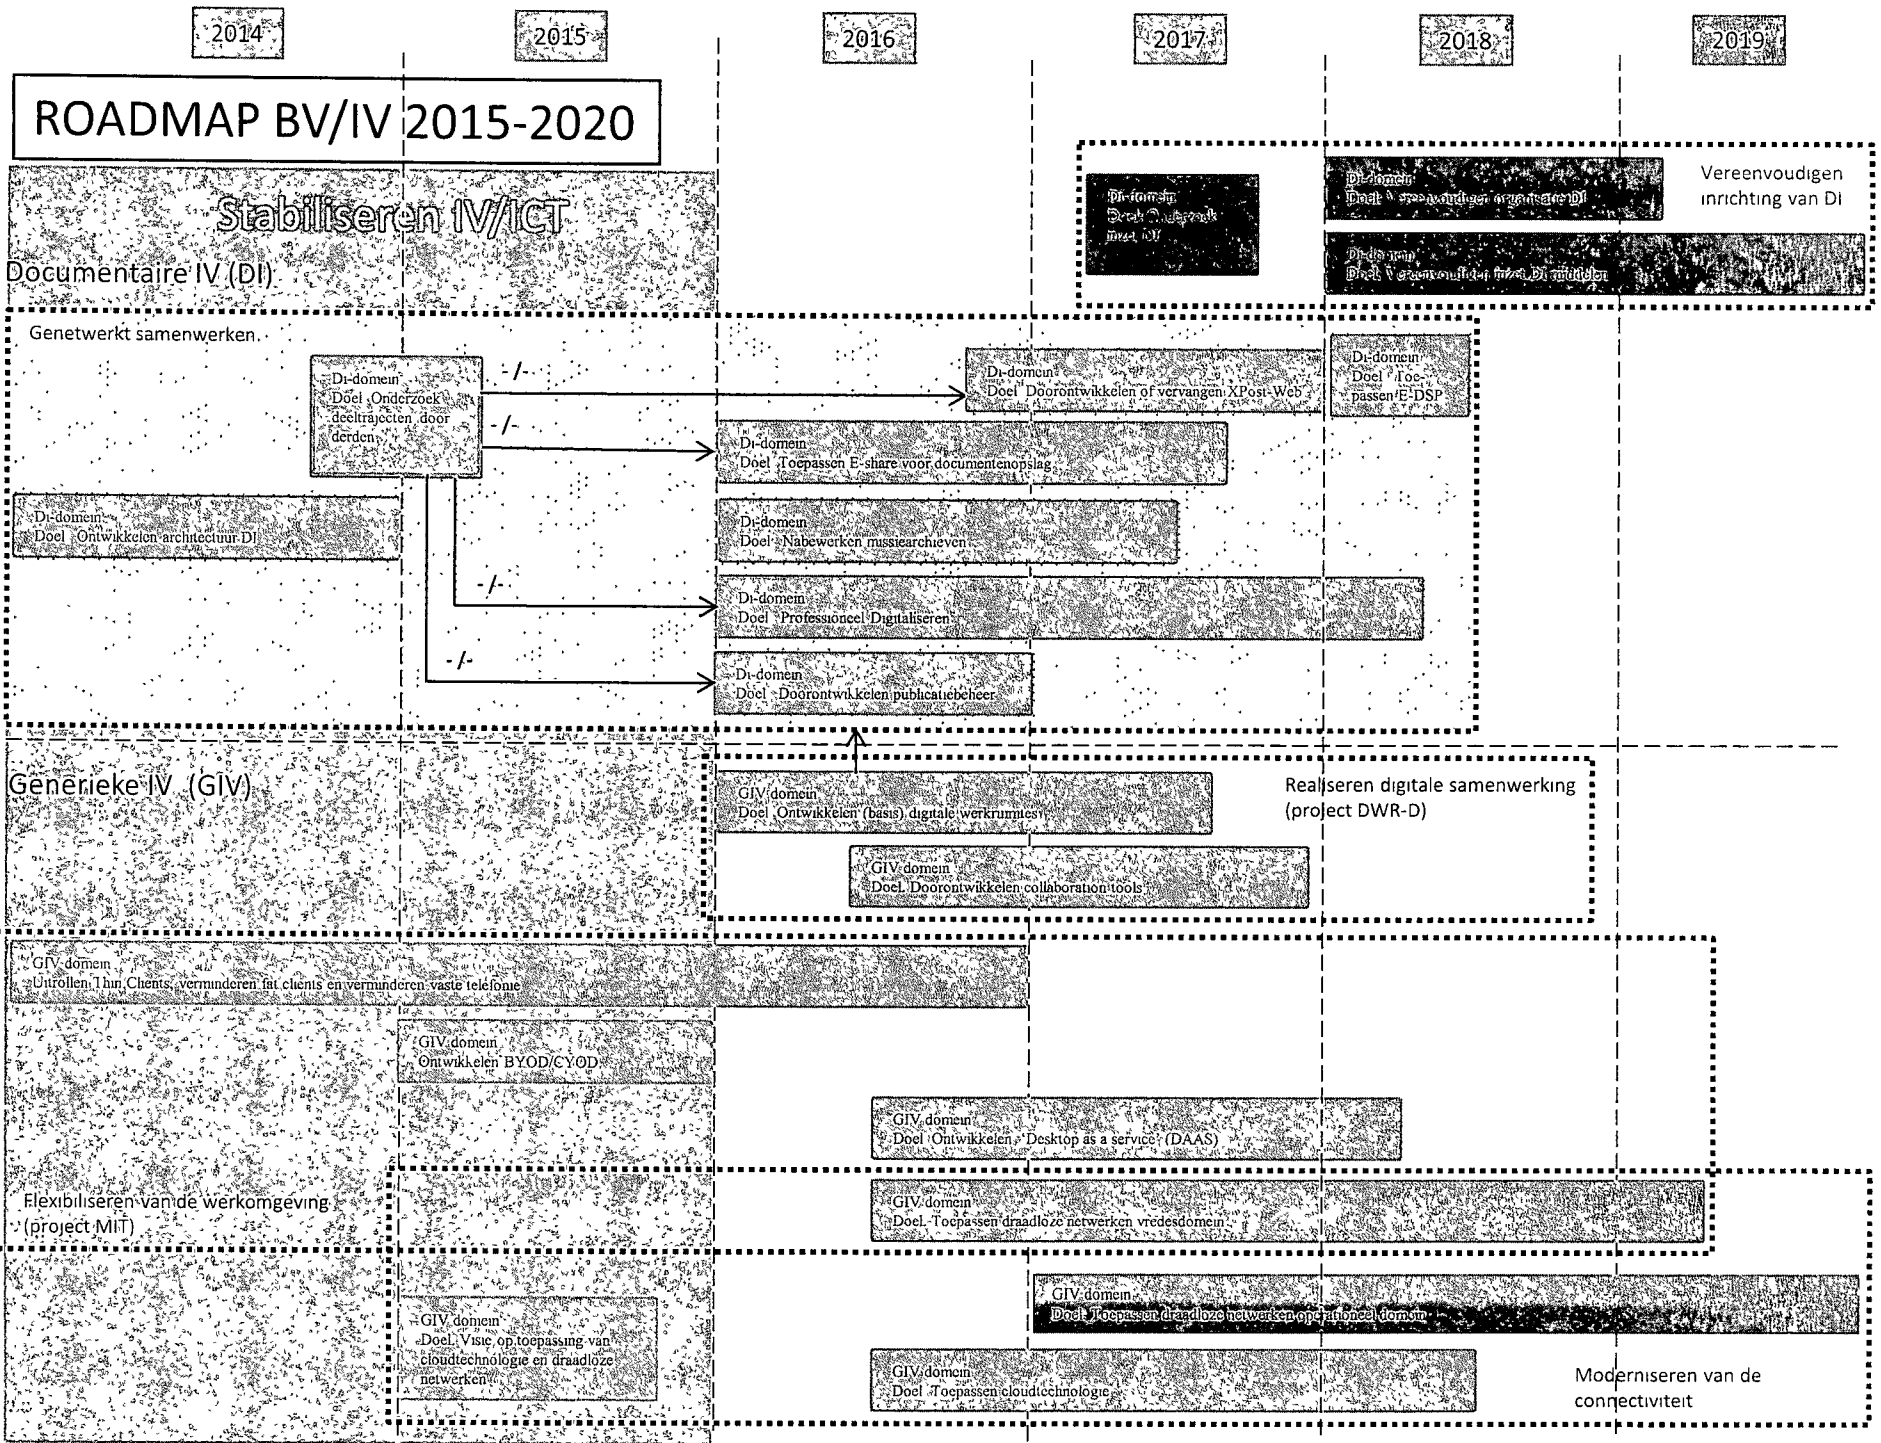 2014
2015
2016
2017
2018
2019
ROADMAP BV/IV 2015-2020
Stabiliseren IV/ICT
Documentaire IV (DI)
Di-domein
Doel Onderzoek
inzet DI
Di-domein
Doel Vereenvoudigen organisatie DI
Vereenvoudigen
inrichting van DI
Di-domein
Doel Vereenvoudigen inzet DI middelen
Genetwerkt samenwerken
Di-domein
Doel Onderzoek
deeltrajecten door
derden
-/-
-/-
-/-
-/-
Di-domein
Doel Doorontwikkelen of vervangen XPost-Web
Di-domein
Doel Toe-
passen E-DSP
Di-domein
Doel Toepassen E-share voor documentenopslag
Di-domein
Doel Ontwikkelen architectuur DI
Di-domein
Doel Nabewerken missiearchieven
Di-domein
Doel Professioneel Digitaliseren
Di-domein
Doel Doorontwikkelen publicatiebeheer
Generieke IV (GIV)
GIV domein
Doel Ontwikkelen (basis) digitale werkruimtes
Realiseren digitale samenwerking
(project DWR-D)
GIV domein
Doel Doorontwikkelen collaboration tools
GIV domein
Uitrollen Thin Clients, verminderen fat clients en verminderen vaste telefonie
GIV domein
Ontwikkelen BYOD/CYOD
GIV domein
Doel Ontwikkelen 'Desktop as a service' (DAAS)
Flexibiliseren van de werkomgeving
(project MIT)
GIV domein
Doel Toepassen draadloze netwerken vredesdomein
GIV domein
Doel Toepassen draadloze netwerken operationeel domein
GIV domein
Doel Visie op toepassing van
cloudtechnologie en draadloze
netwerken
GIV domein
Doel Toepassen cloudtechnologie
Moderniseren van de
connectiviteit